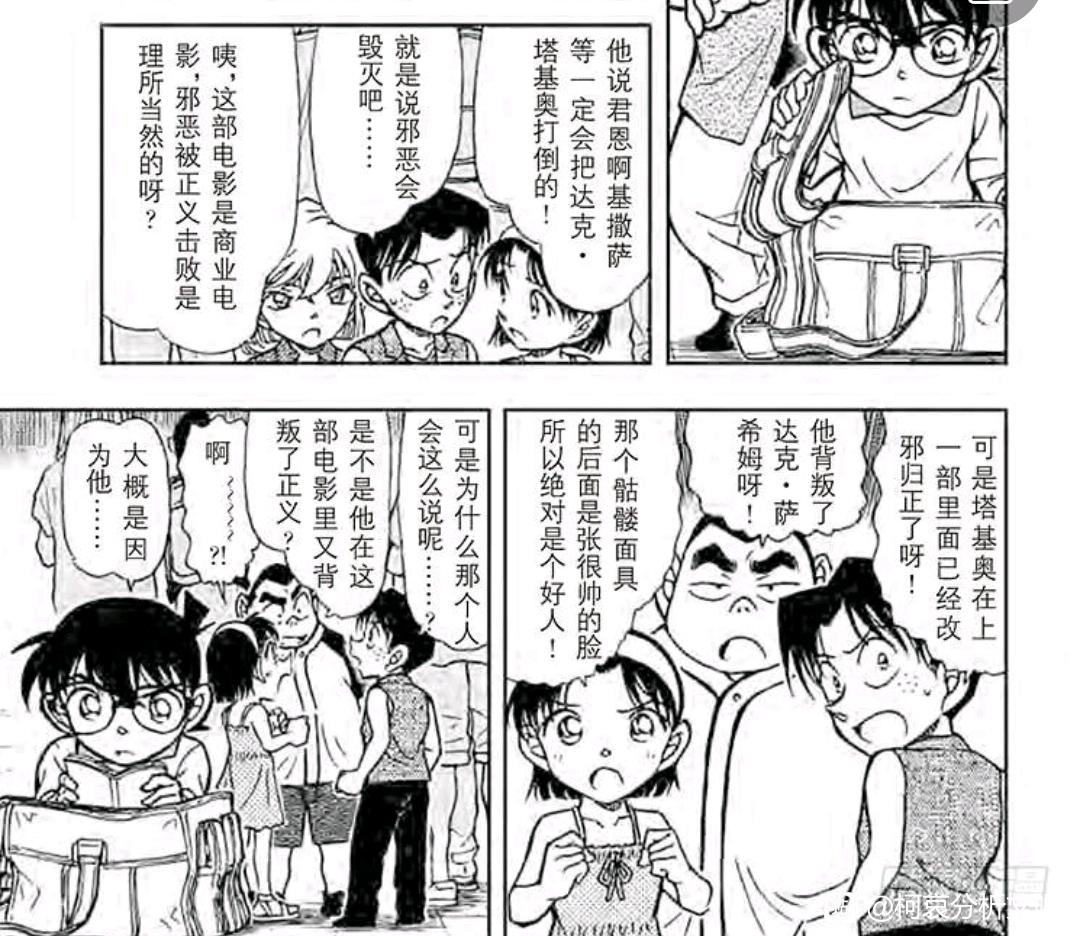 他说君恩啊基撒萨
等一定会把达克·
塔基奥打倒的！
就是说邪恶会
毁灭吧……
咦，这部电影是商业电
影，邪恶被正义击败是
理所当然的呀？
可是塔基奥在上
一部里面已经改
邪归正了呀！
他背叛了
达克·萨
希姆呀！
那个骷髅面具
的后面是张很帅的脸
所以绝对是个好人！
可是为什么那个人
会这么说呢……？
是不是他在这
部电影里又背
叛了正义？
啊~~~~~?!
大概是因
为他……
@柯哀分析